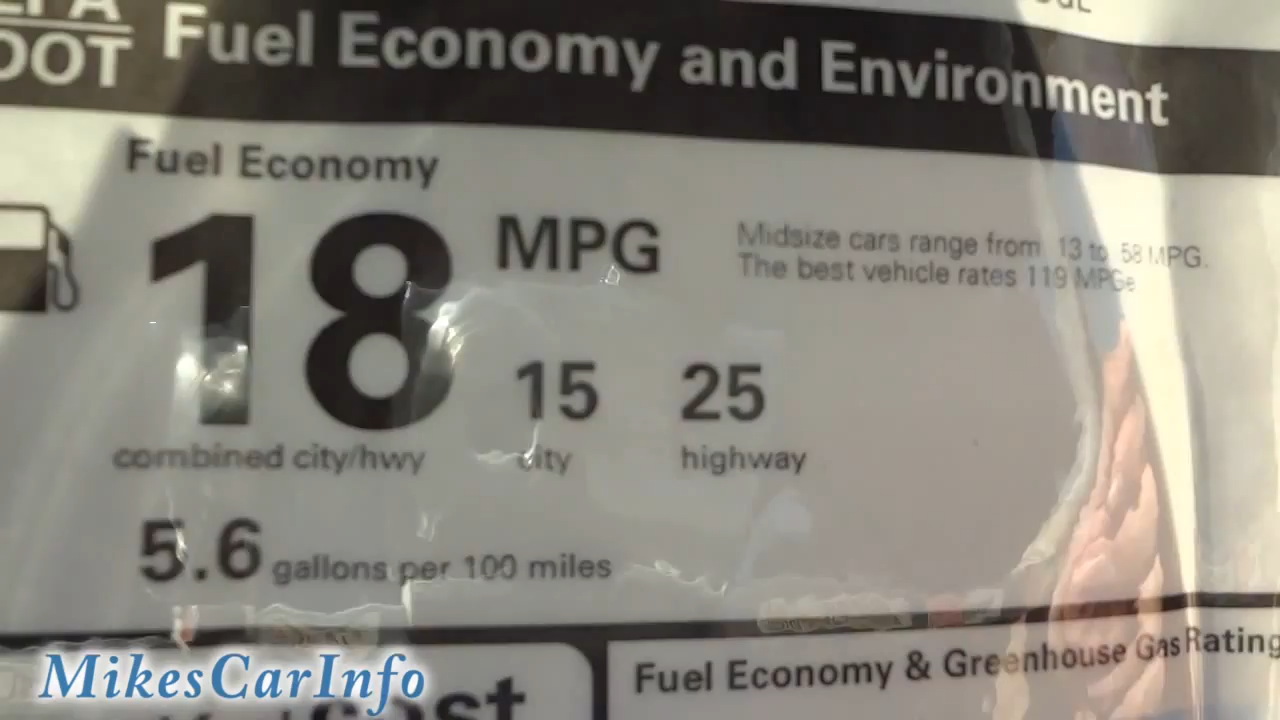 DOT Fuel Economy and Environment
Fuel Economy
18 MPG
Midsize cars range from 13 to 58 MPG.
The best vehicle rates 119 MPGe
15 25
combined city/hwy city highway
5.6 gallons per 100 miles
Fuel Economy & Greenhouse Gas Rating
MikesCarInfo